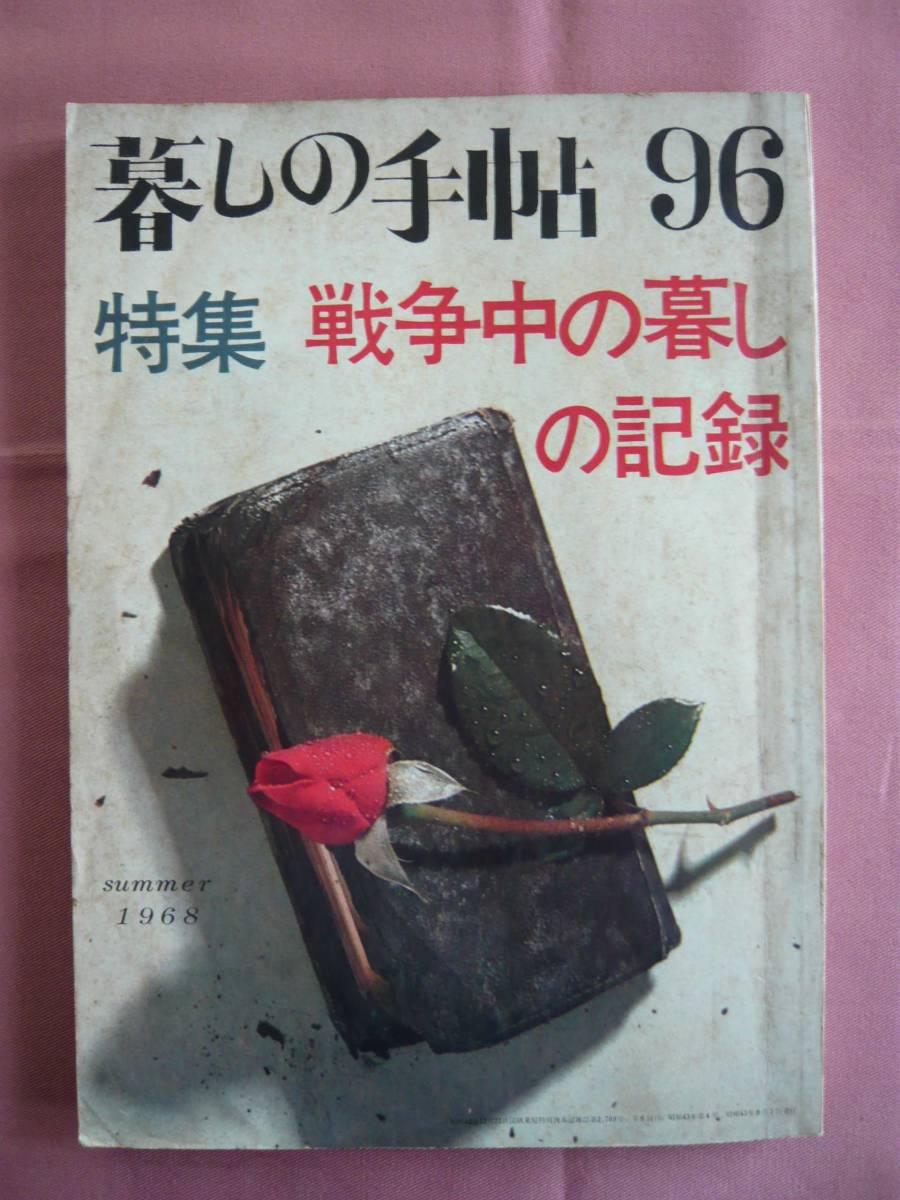 暮しの手帖 96
特集 戦争中の暮し
の記録
summer
1968